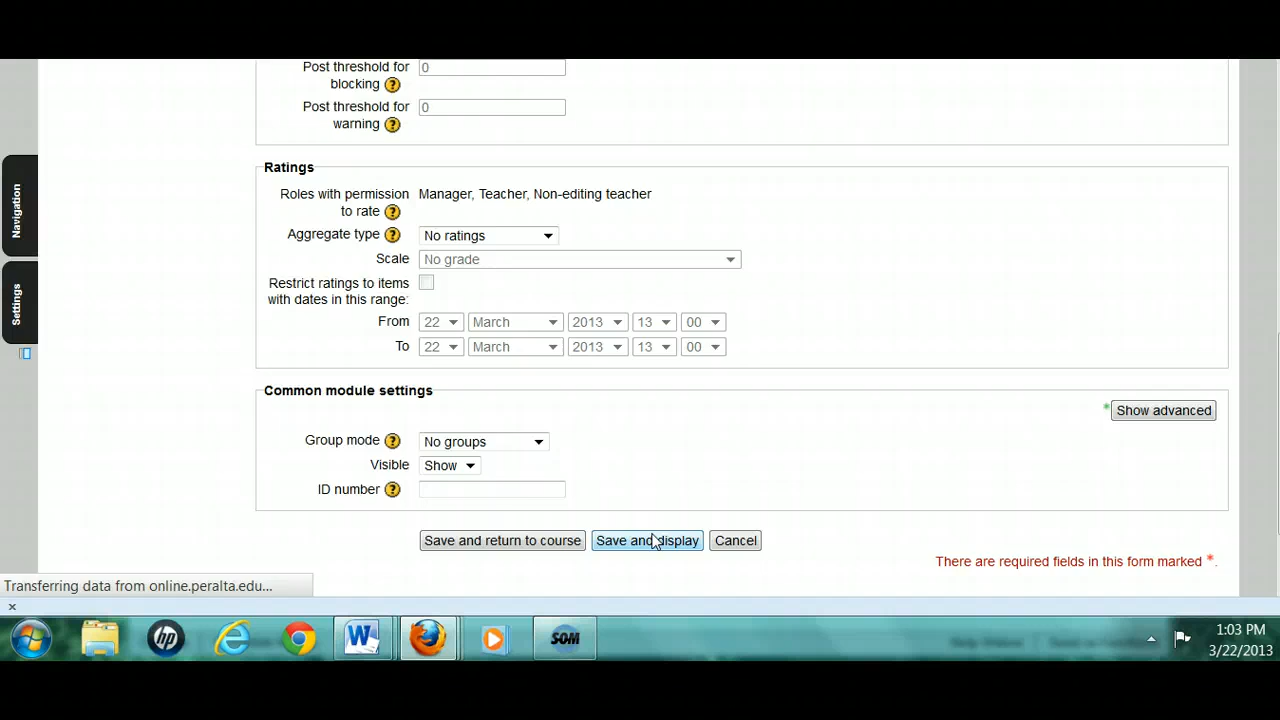 Post threshold for
blocking ? 0
Post threshold for
warning ? 0
Ratings
Roles with permission
to rate ? Manager, Teacher, Non-editing teacher
Aggregate type ? No ratings
Scale No grade
Restrict ratings to items
with dates in this range:
From 22 March 2013 13 00
To 22 March 2013 13 00
Common module settings
* Show advanced
Group mode ? No groups
Visible Show
ID number ?
Save and return to course Save and display Cancel
There are required fields in this form marked * .
Navigation
Settings
Transferring data from online.peralta.edu...
x
hp W SOM
1:03 PM
3/22/2013